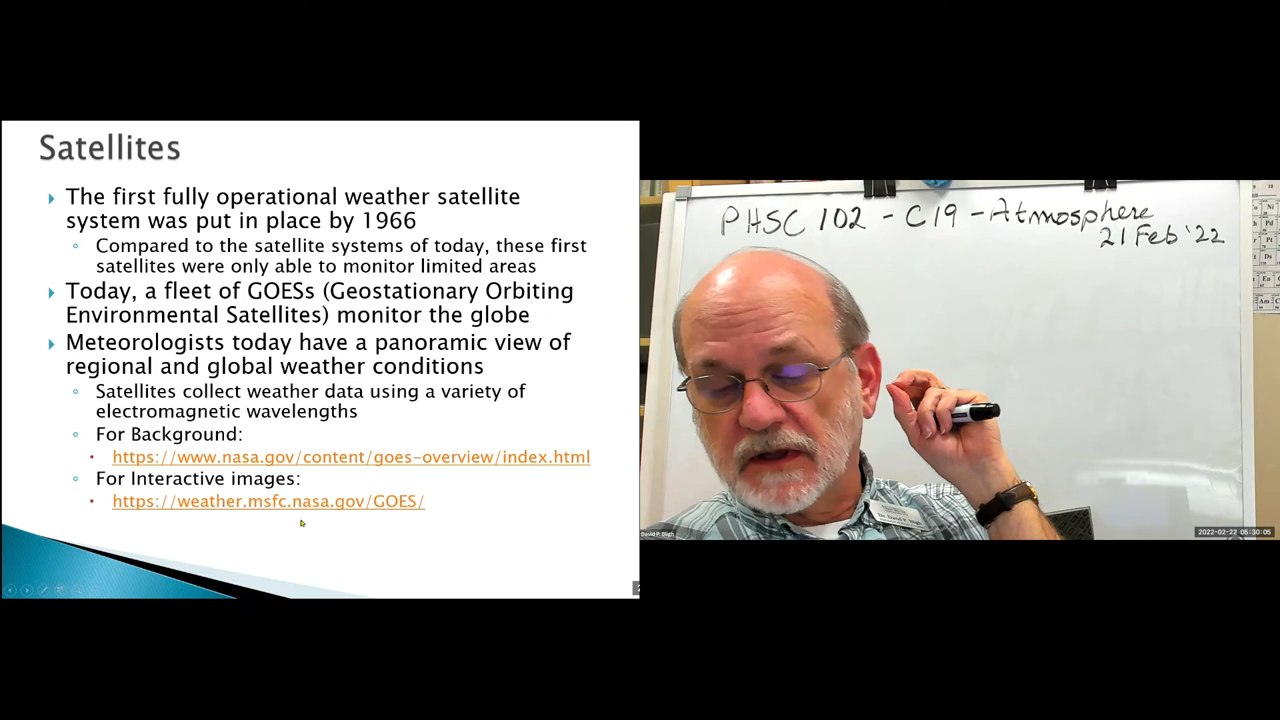 Satellites
The first fully operational weather satellite
system was put in place by 1966
Compared to the satellite systems of today, these first
satellites were only able to monitor limited areas
Today, a fleet of GOESs (Geostationary Orbiting
Environmental Satellites) monitor the globe
Meteorologists today have a panoramic view of
regional and global weather conditions
Satellites collect weather data using a variety of
electromagnetic wavelengths
For Background:
https://www.nasa.gov/content/goes-overview/index.html
For Interactive images:
https://weather.msfc.nasa.gov/GOES/
PHSC 102 - C19 - Atmosphere
21 Feb '22
David P. Bligh
2022-02-22 05:30:05